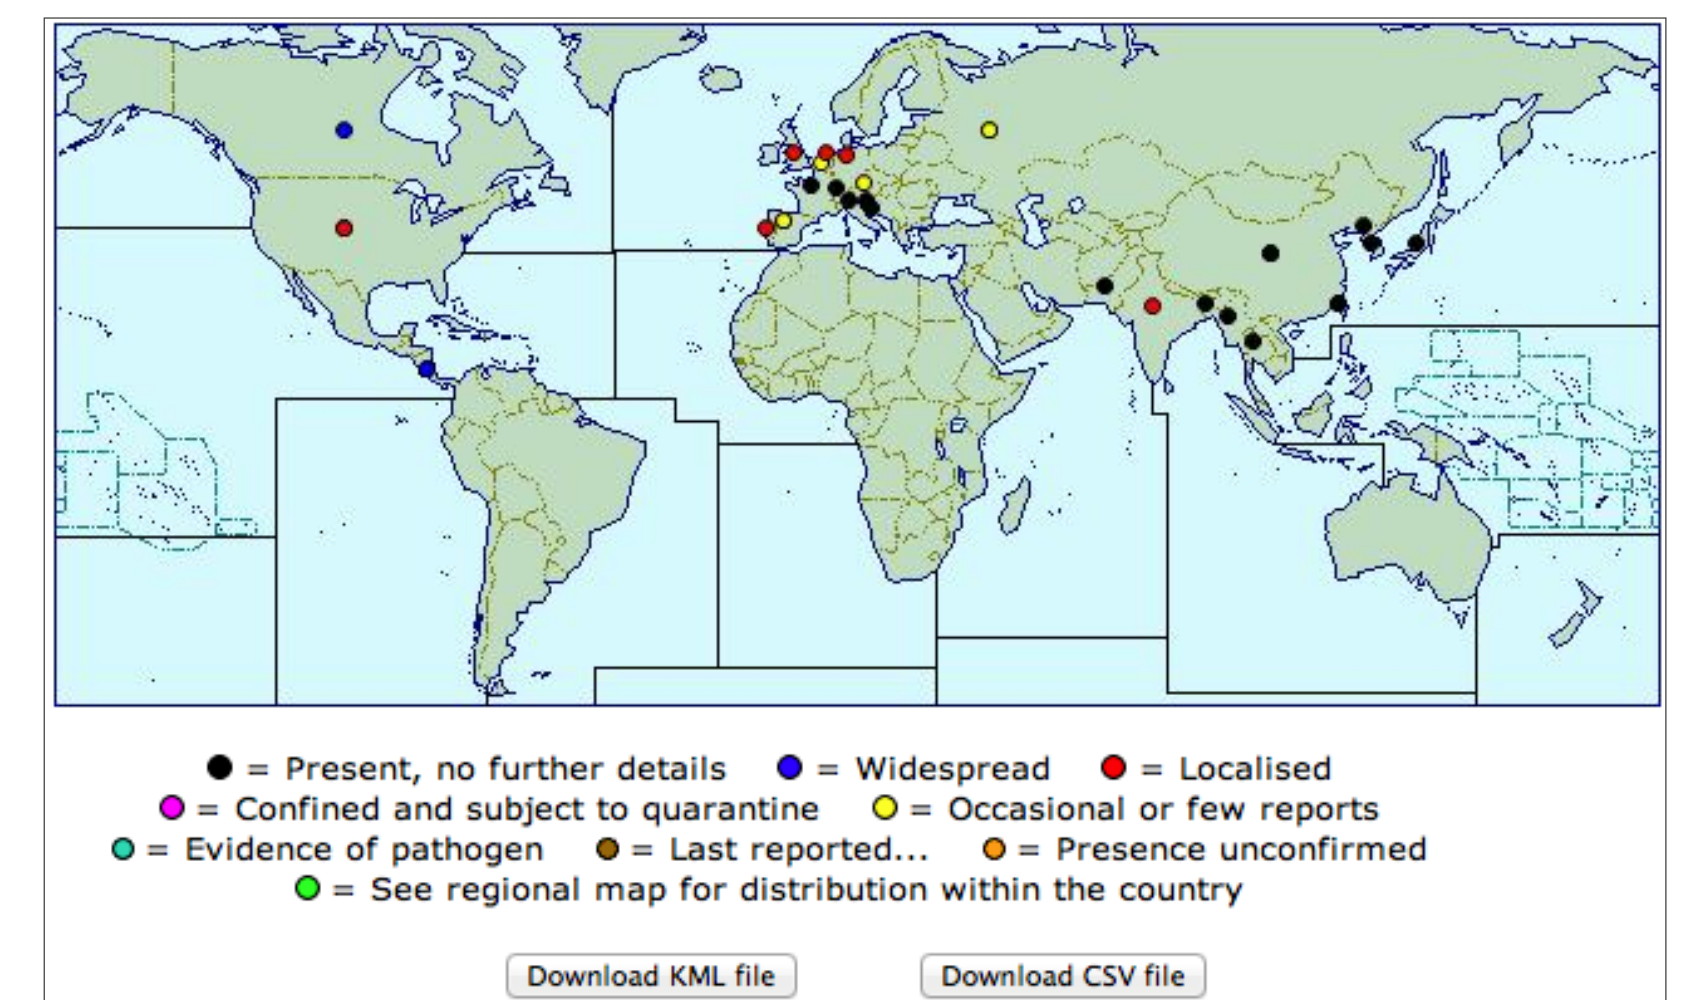 = Present, no further details = Widespread = Localised
= Confined and subject to quarantine = Occasional or few reports
= Evidence of pathogen = Last reported... = Presence unconfirmed
= See regional map for distribution within the country
Download KML file Download CSV file